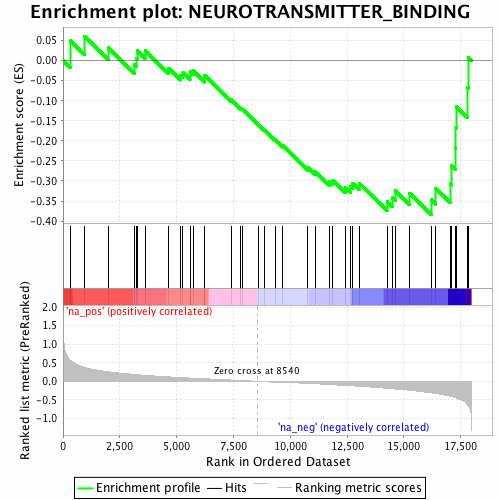 Enrichment plot: NEUROTRANSMITTER_BINDING
Enrichment score (ES)
0.05
0.00
-0.05
-0.10
-0.15
-0.20
-0.25
-0.30
-0.35
-0.40
'na_pos' (positively correlated)
Ranked list metric (PreRanked)
2.0
1.5
1.0
0.5
0.0
-0.5
-1.0
Zero cross at 8540
'na_neg' (negatively correlated)
0 2,500 5,000 7,500 10,000 12,500 15,000 17,500
Rank in Ordered Dataset
Enrichment profile Hits Ranking metric scores